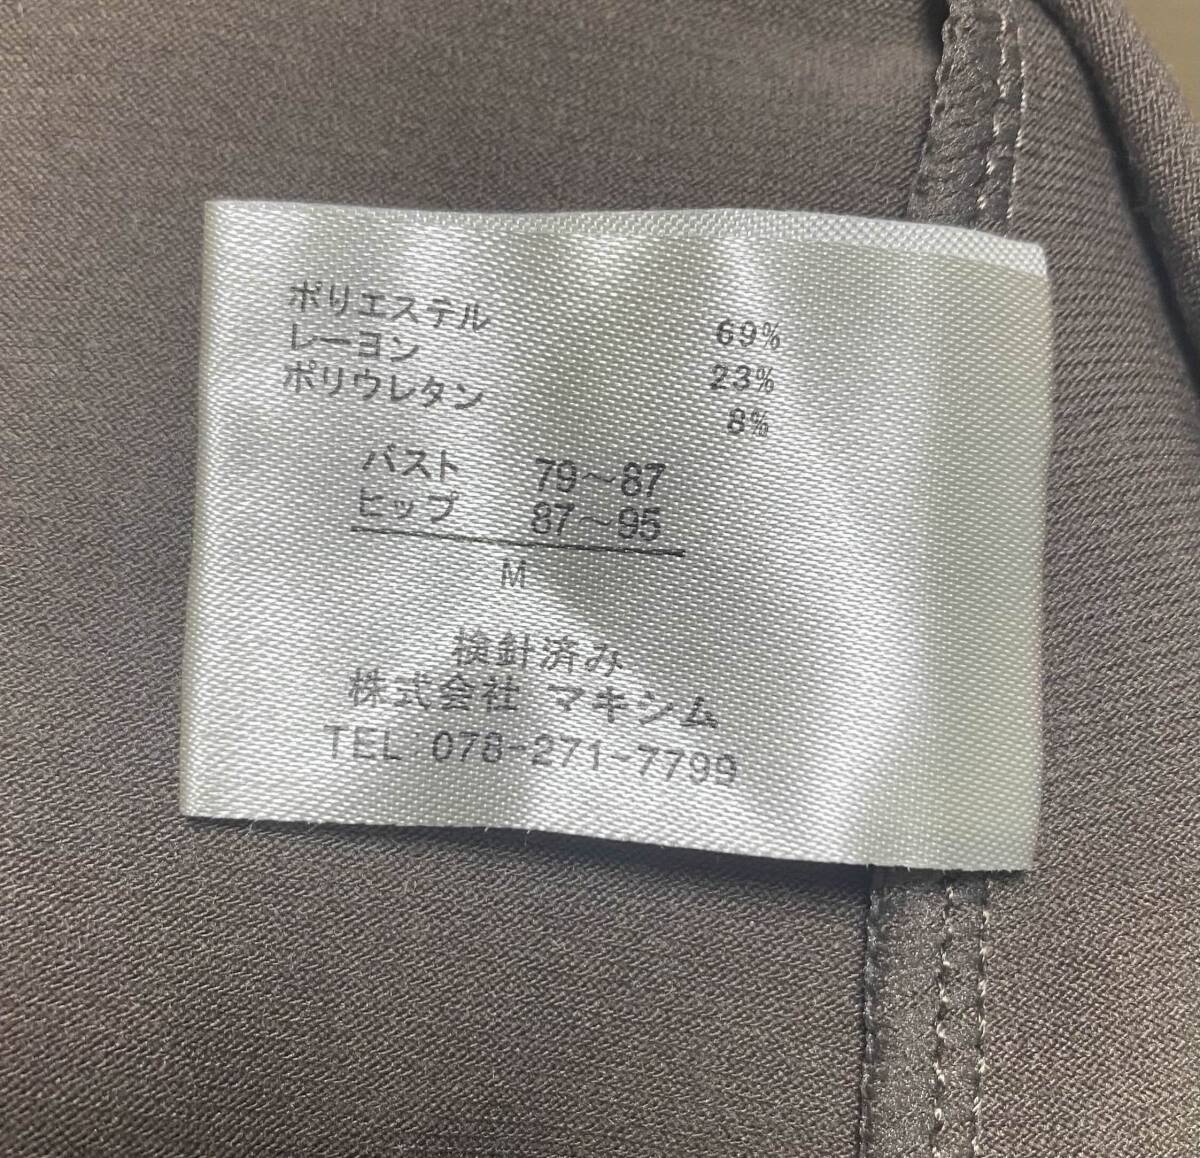 ポリエステル 69%
レーヨン 23%
ポリウレタン 8%
バスト 79～87
ヒップ 87～95
M
検針済み
株式会社 マキシム
TEL 078-271-7799